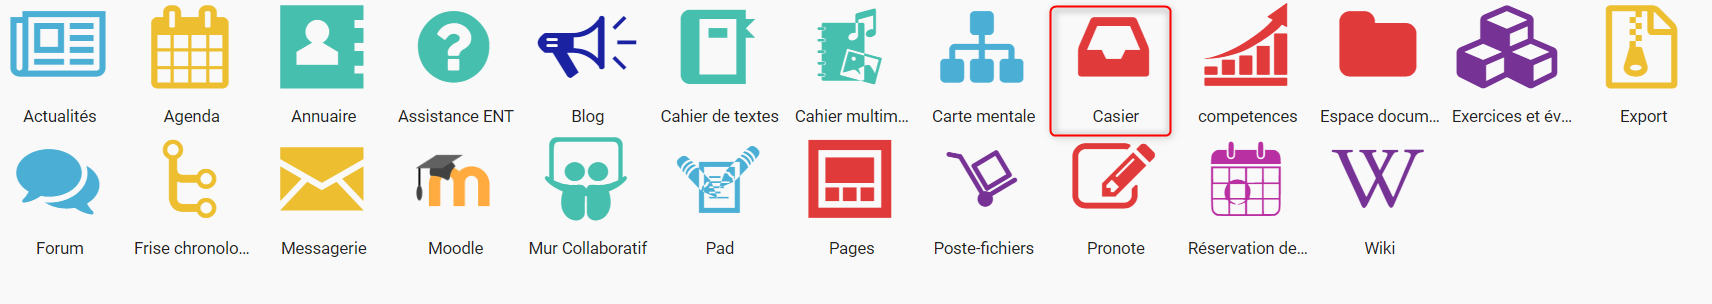 Actualités Agenda Annuaire Assistance ENT Blog Cahier de textes Cahier multim... Carte mentale Casier competences Espace docum... Exercices et év... Export
Forum Frise chronolo... Messagerie Moodle Mur Collaboratif Pad Pages Poste-fichiers Pronote Réservation de... Wiki